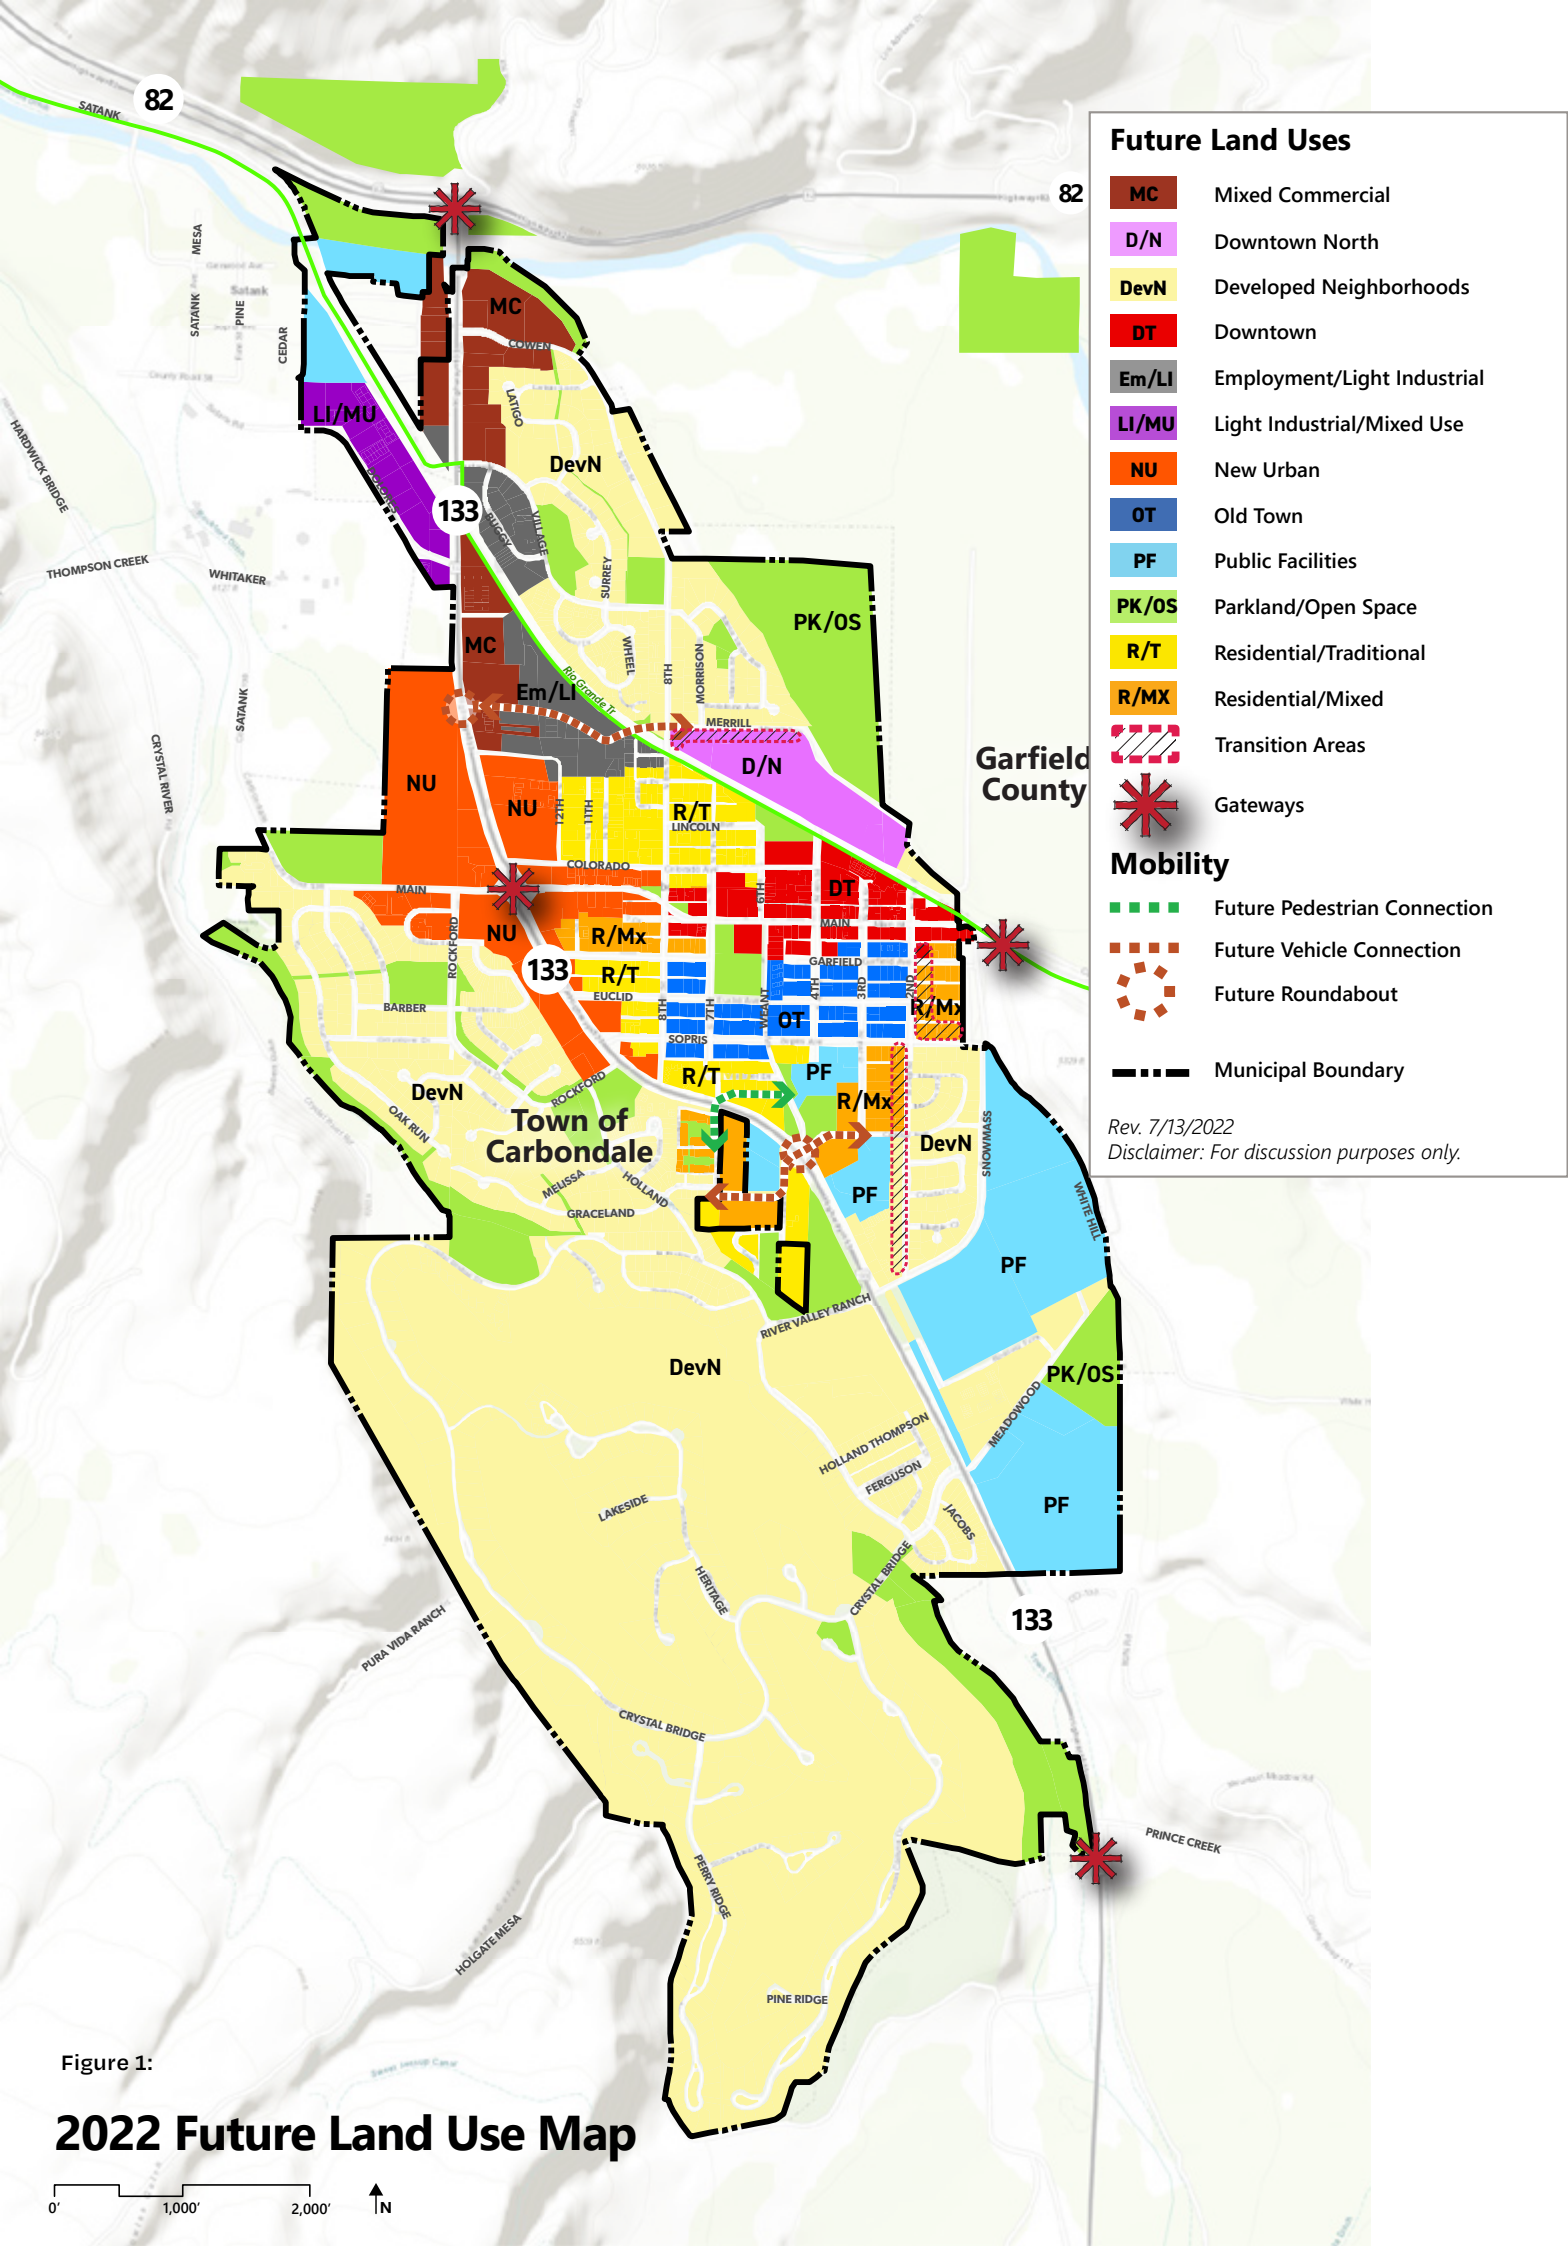 82
SATANK
82
MESA
SATANK
PINE
Satank
CEDAR
MC
COWEN
LATIGO
LI/MU
DOLORES
DevN
133
BUGGY
VILLAGE
HARDWICK BRIDGE
THOMPSON CREEK
WHITAKER
SURREY
PK/OS
MC
WHEEL
8TH
MORRISON
Rio Grande Tr
Em/LI
MERRILL
SATANK
CRYSTAL RIVER
NU
NU
D/N
Garfield
County
12TH
11TH
R/T
LINCOLN
COLORADO
MAIN
6TH
DT
MAIN
ROCKFORD
NU
R/Mx
133
R/T
EUCLID
GARFIELD
BARBER
8TH
7TH
WEANT
4TH
3RD
2ND
R/Mx
OT
SOPRIS
R/T
PF
DevN
ROCKFORD
OAK RUN
Town of
Carbondale
R/Mx
DevN
SNOWMASS
MELISSA
HOLLAND
GRACELAND
PF
WHITE HILL
PF
RIVER VALLEY RANCH
DevN
PK/OS
MEADOWOOD
HOLLAND THOMPSON
FERGUSON
JACOBS
LAKESIDE
PF
HERITAGE
CRYSTAL BRIDGE
133
PURA VIDA RANCH
CRYSTAL BRIDGE
PERRY RIDGE
PRINCE CREEK
HOLGATE MESA
PINE RIDGE
Figure 1:
2022 Future Land Use Map
0' 1,000' 2,000' N
Future Land Uses
MC Mixed Commercial
D/N Downtown North
DevN Developed Neighborhoods
DT Downtown
Em/LI Employment/Light Industrial
LI/MU Light Industrial/Mixed Use
NU New Urban
OT Old Town
PF Public Facilities
PK/OS Parkland/Open Space
R/T Residential/Traditional
R/MX Residential/Mixed
Transition Areas
Gateways
Mobility
Future Pedestrian Connection
Future Vehicle Connection
Future Roundabout
Municipal Boundary
Rev. 7/13/2022
Disclaimer: For discussion purposes only.